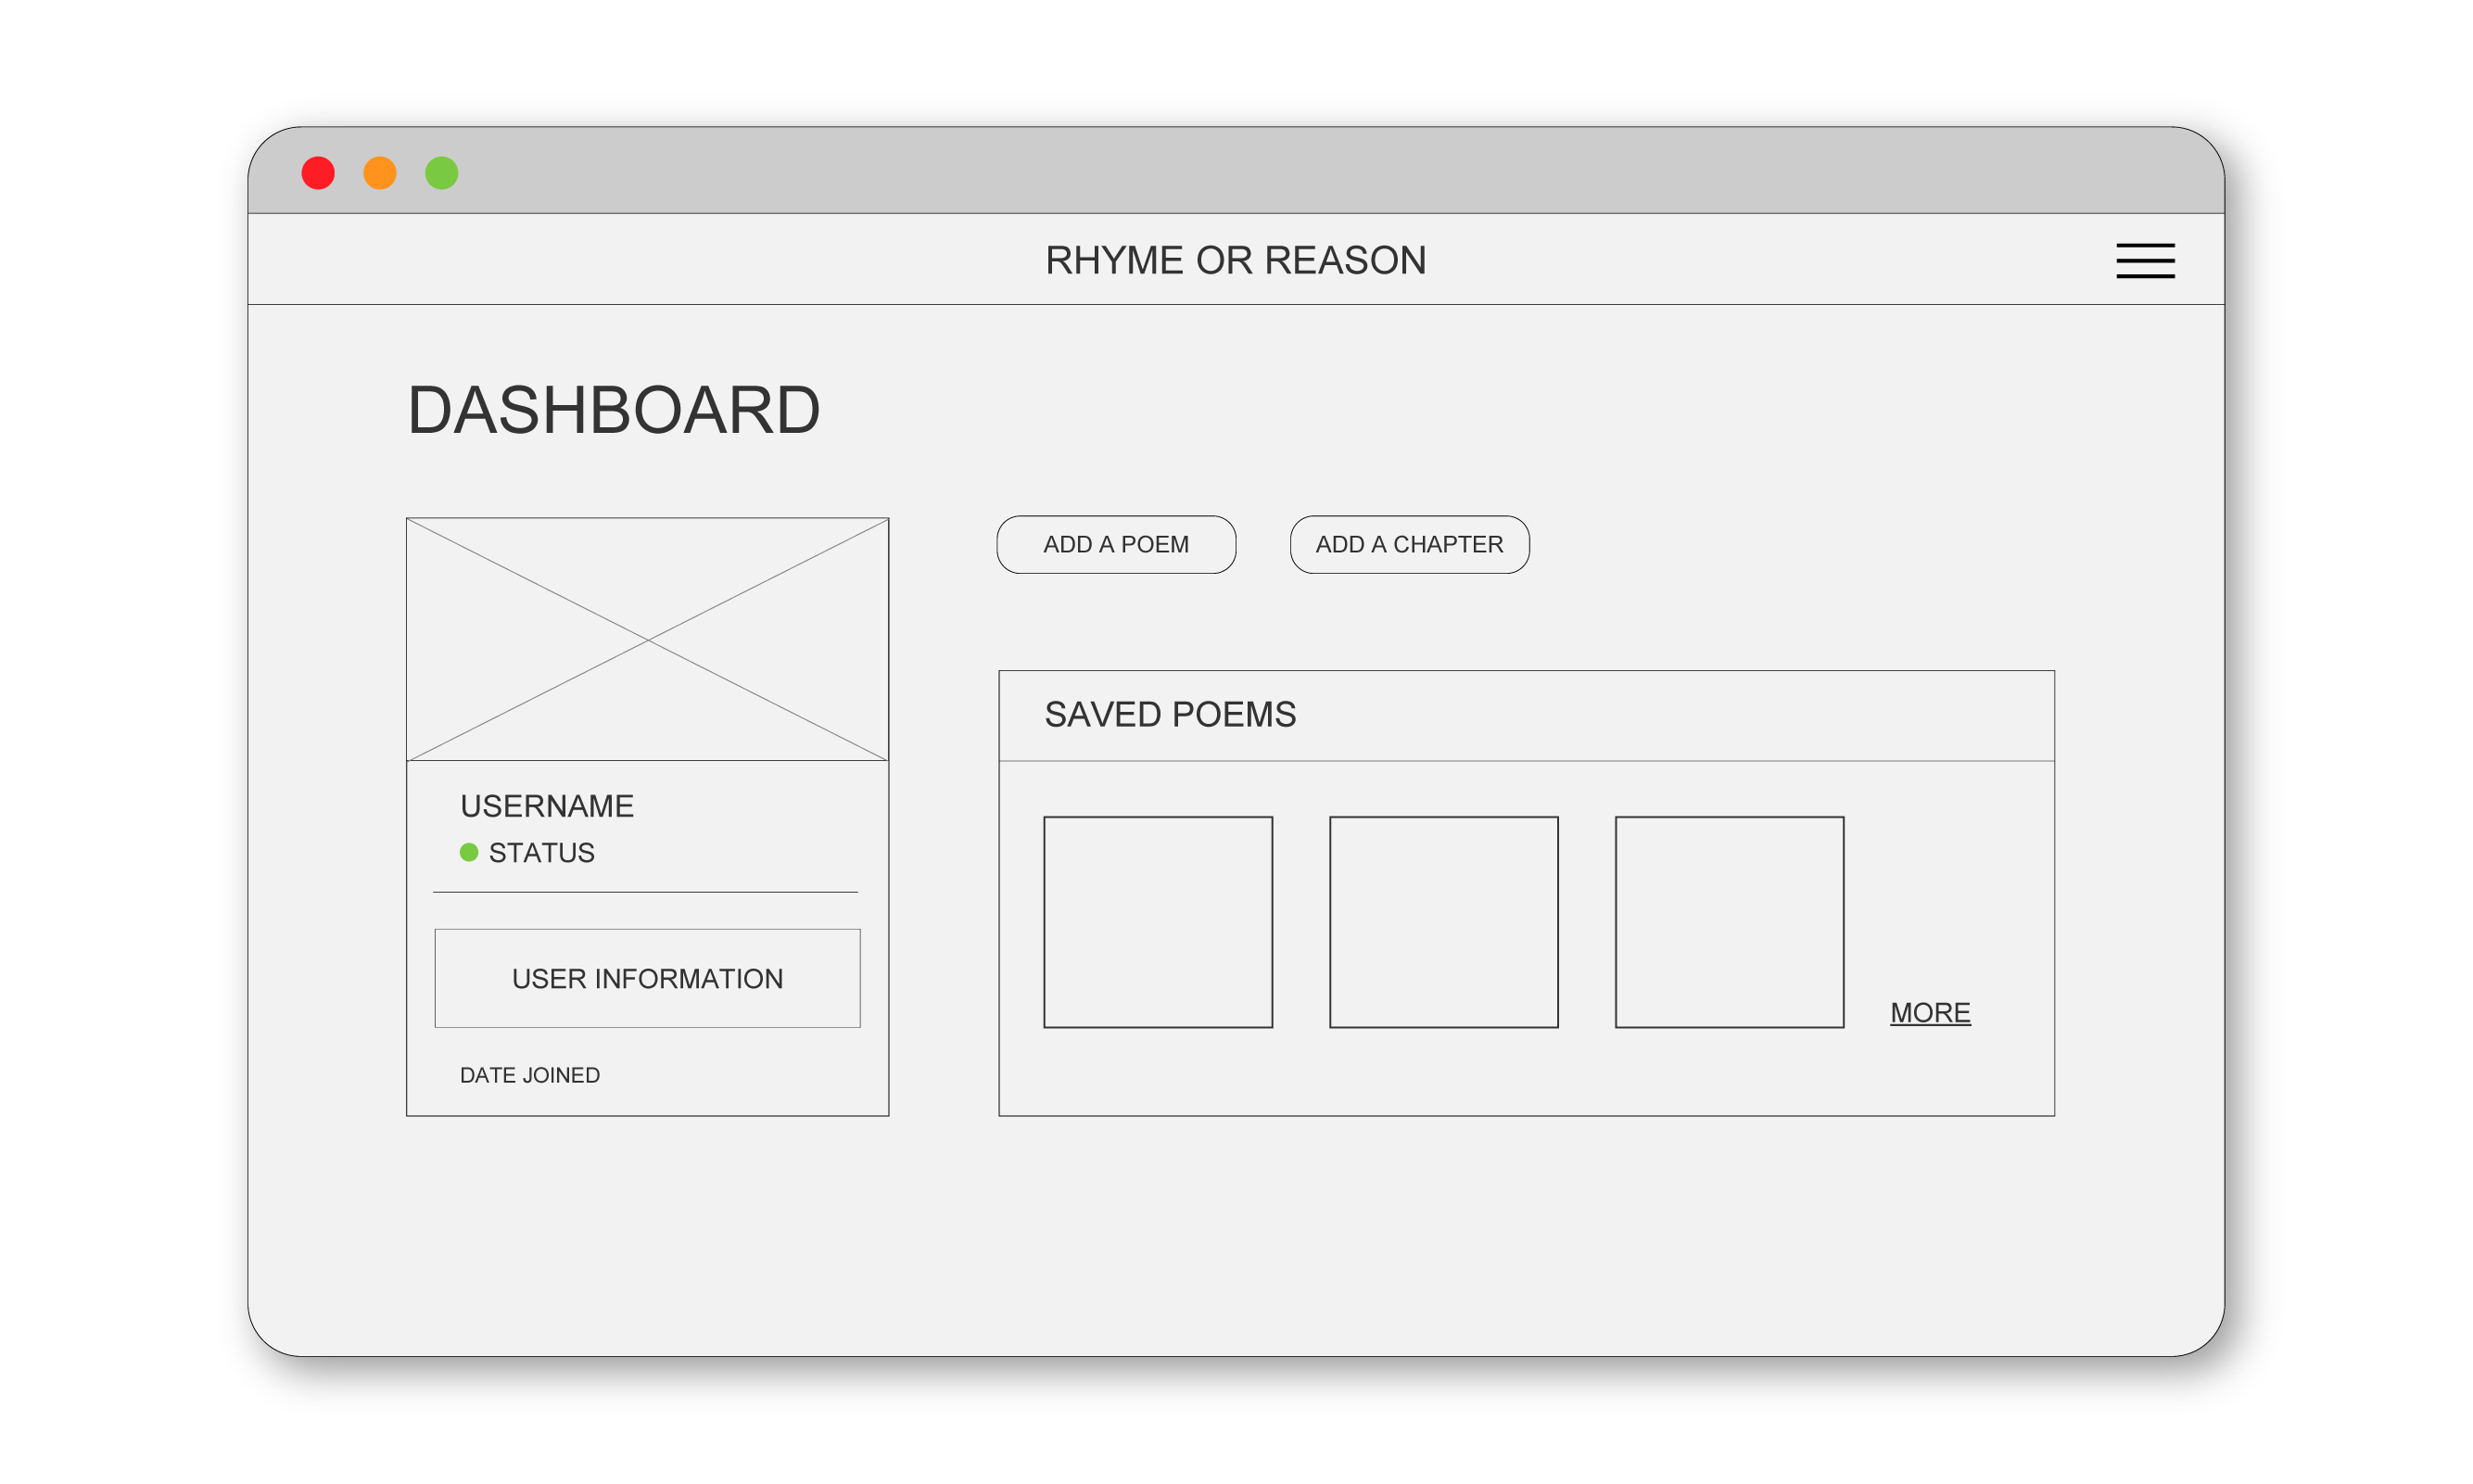 RHYME OR REASON
DASHBOARD
ADD A POEM
ADD A CHAPTER
SAVED POEMS
USERNAME
STATUS
USER INFORMATION
MORE
DATE JOINED